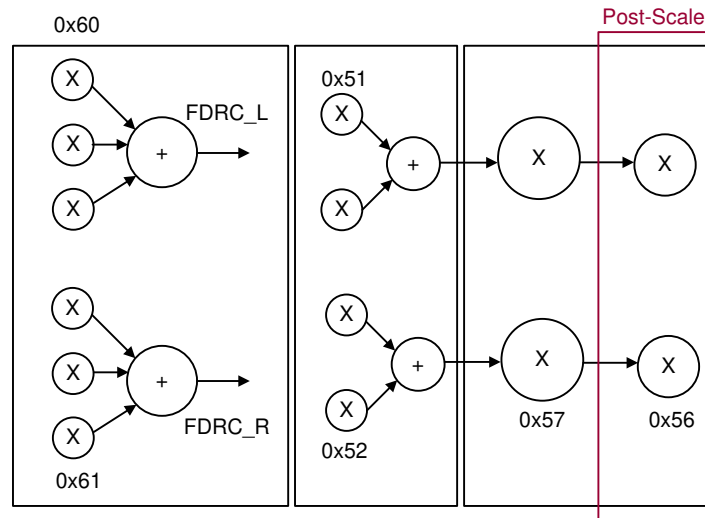 Post-Scale
0x60
X
X
X
+
FDRC_L
0x51
X
X
+
X
X
X
X
X
+
FDRC_R
0x61
X
X
+
0x52
X
X
0x57
0x56